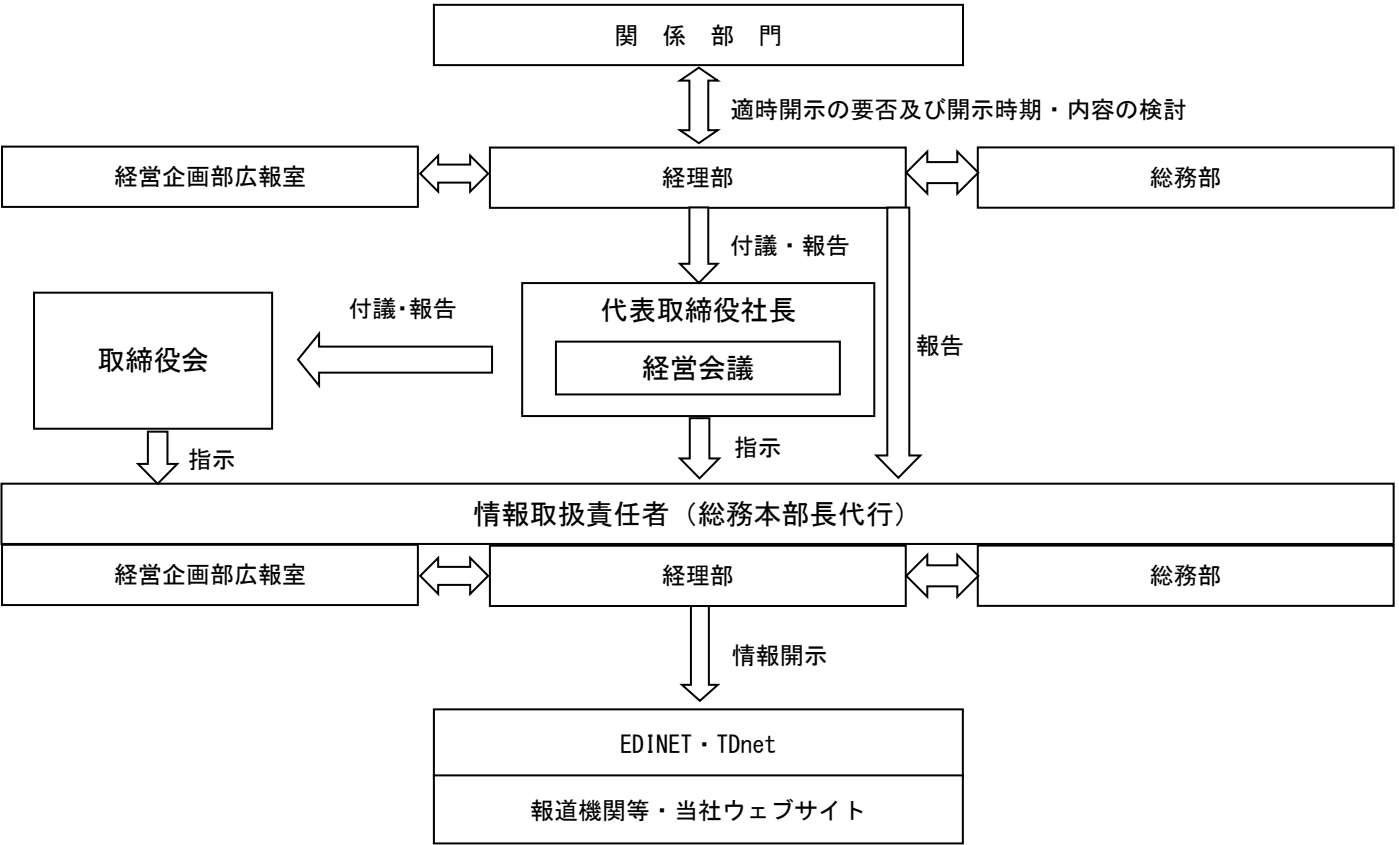 関 係 部 門
適時開示の要否及び開示時期・内容の検討
経営企画部広報室
経理部
総務部
付議・報告
代表取締役社長
経営会議
付議・報告
取締役会
報告
指示
指示
情報取扱責任者（総務本部長代行）
経営企画部広報室
経理部
総務部
情報開示
EDINET・TDnet
報道機関等・当社ウェブサイト